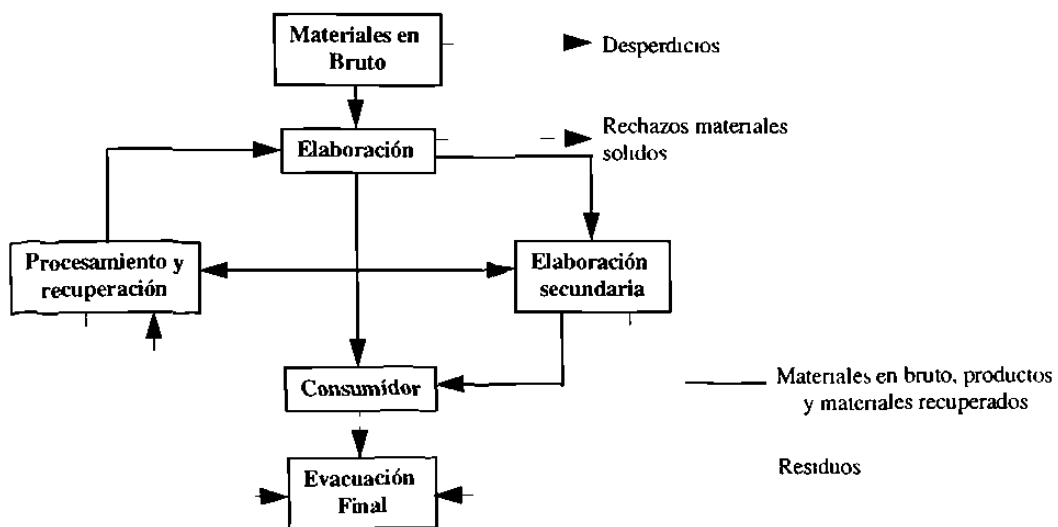 Materiales en
Bruto
Desperdicios
Elaboración
Rechazos materiales
solidos
Procesamiento y
recuperación
Elaboración
secundaria
Consumidor
Materiales en bruto, productos
y materiales recuperados
Evacuación
Final
Residuos